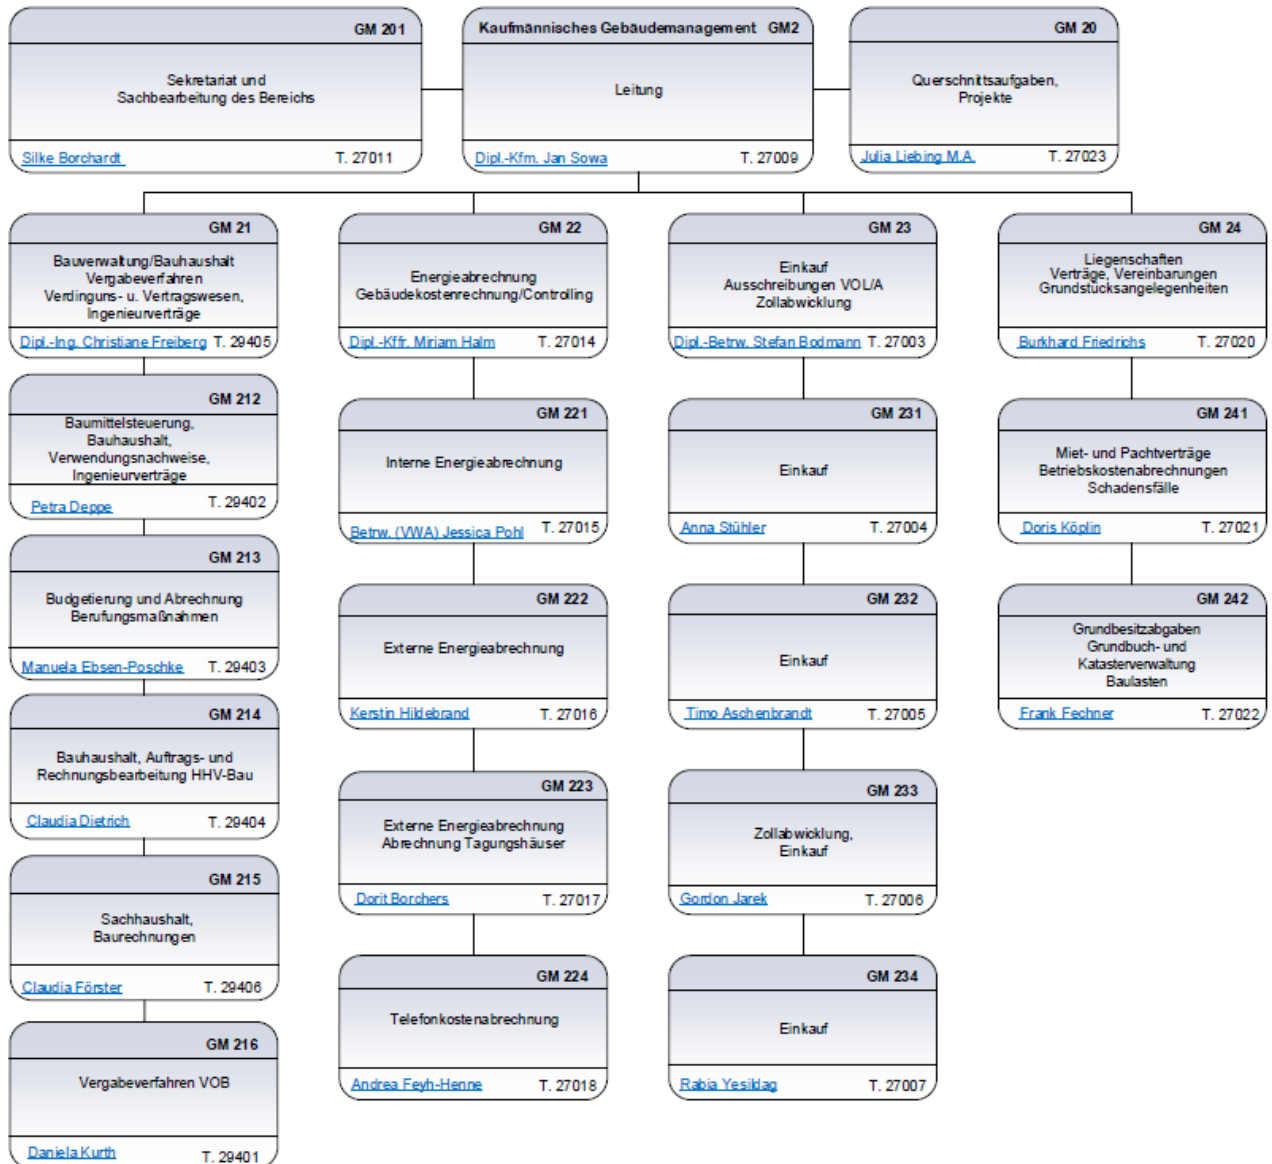 GM 201
Sekretariat und
Sachbearbeitung des Bereichs
Silke Borchardt T. 27011
Kaufmännisches Gebäudemanagement GM2
Leitung
Dipl.-Kfm. Jan Sowa T. 27009
GM 20
Querschnittsaufgaben,
Projekte
Julia Liebing M.A. T. 27023
GM 21
Bauverwaltung/Bauhaushalt
Vergabeverfahren
Verdinguns- u. Vertragswesen,
Ingenieurverträge
Dipl.-Ing. Christiane Freiberg T. 29405
GM 212
Baumittelsteuerung,
Bauhaushalt,
Verwendungsnachweise,
Ingenieurverträge
Petra Deppe T. 29402
GM 213
Budgetierung und Abrechnung
Berufungsmaßnahmen
Manuela Ebsen-Poschke T. 29403
GM 214
Bauhaushalt, Auftrags- und
Rechnungsbearbeitung HHV-Bau
Claudia Dietrich T. 29404
GM 215
Sachhaushalt,
Baurechnungen
Claudia Förster T. 29406
GM 216
Vergabeverfahren VOB
Daniela Kurth T. 29401
GM 22
Energieabrechnung
Gebäudekostenrechnung/Controlling
Dipl.-Kffr. Miriam Halm T. 27014
GM 221
Interne Energieabrechnung
Betrw. (VWA) Jessica Pohl T. 27015
GM 222
Externe Energieabrechnung
Kerstin Hildebrand T. 27016
GM 223
Externe Energieabrechnung
Abrechnung Tagungshäuser
Dorit Borchers T. 27017
GM 224
Telefonkostenabrechnung
Andrea Feyh-Henne T. 27018
GM 23
Einkauf
Ausschreibungen VOL/A
Zollabwicklung
Dipl.-Betrw. Stefan Bodmann T. 27003
GM 231
Einkauf
Anna Stühler T. 27004
GM 232
Einkauf
Timo Aschenbrandt T. 27005
GM 233
Zollabwicklung,
Einkauf
Gordon Jarek T. 27006
GM 234
Einkauf
Rabia Yesildag T. 27007
GM 24
Liegenschaften
Verträge, Vereinbarungen
Grundstücksangelegenheiten
Burkhard Friedrichs T. 27020
GM 241
Miet- und Pachtverträge
Betriebskostenabrechnungen
Schadensfälle
Doris Köplin T. 27021
GM 242
Grundbesitzabgaben
Grundbuch- und
Katasterverwaltung
Baulasten
Frank Fechner T. 27022